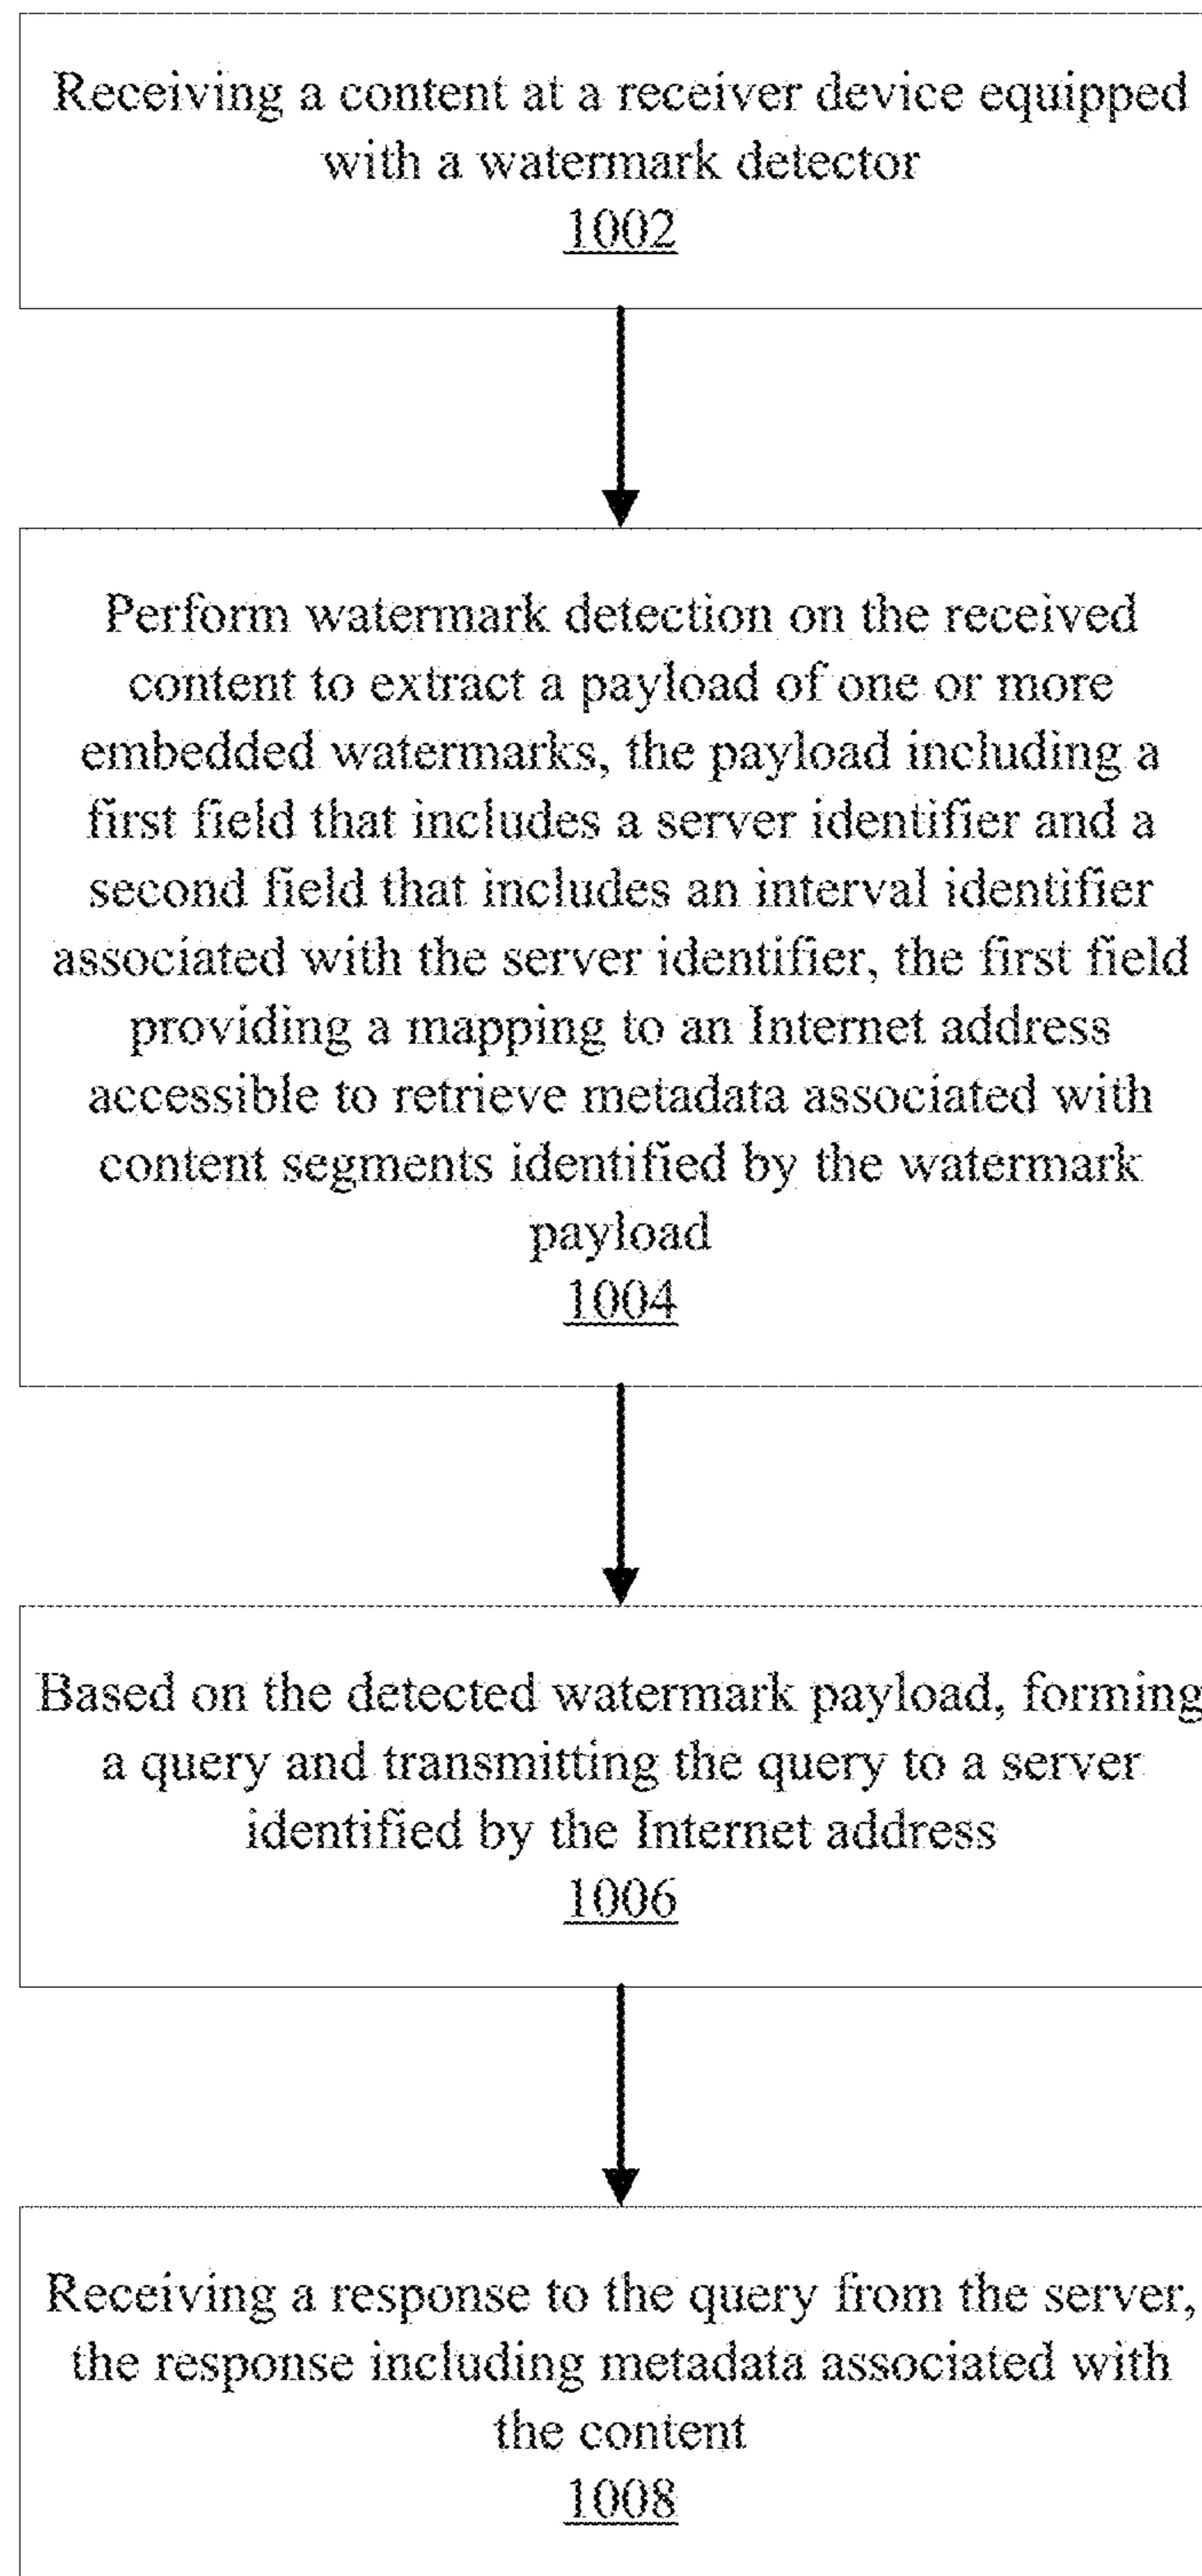 Receiving a content at a receiver device equipped
with a watermark detector
1002
Perform watermark detection on the received
content to extract a payload of one or more
embedded watermarks, the payload including a
first field that includes a server identifier and a
second field that includes an interval identifier
associated with the server identifier, the first field
providing a mapping to an Internet address
accessible to retrieve metadata associated with
content segments identified by the watermark
payload
1004
Based on the detected watermark payload, forming
a query and transmitting the query to a server
identified by the Internet address
1006
Receiving a response to the query from the server,
the response including metadata associated with
the content
1008